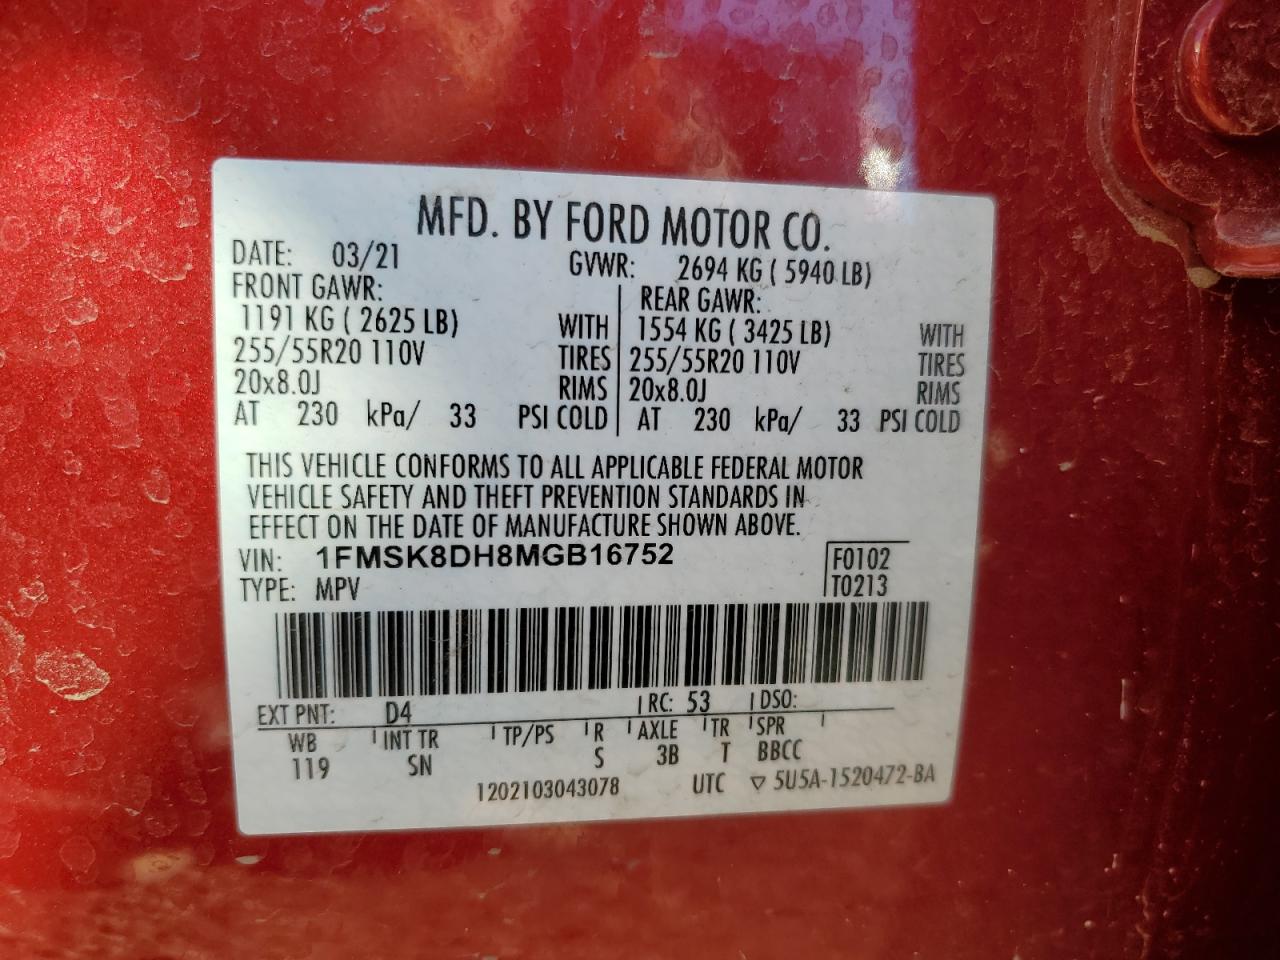 MFD. BY FORD MOTOR CO.
DATE: 03/21 GVWR: 2694 KG ( 5940 LB)
FRONT GAWR: REAR GAWR:
1191 KG ( 2625 LB) WITH 1554 KG ( 3425 LB) WITH
255/55R20 110V TIRES 255/55R20 110V TIRES
20x8.0J RIMS 20x8.0J RIMS
AT 230 kPa/ 33 PSI COLD AT 230 kPa/ 33 PSI COLD
THIS VEHICLE CONFORMS TO ALL APPLICABLE FEDERAL MOTOR
VEHICLE SAFETY AND THEFT PREVENTION STANDARDS IN
EFFECT ON THE DATE OF MANUFACTURE SHOWN ABOVE.
VIN: 1FMSK8DH8MGB16752 F0102
TYPE: MPV T0213
EXT PNT: D4 RC: 53 DSO:
WB INT TR TP/PS R AXLE TR SPR
119 SN S 3B T BBCC
1202103043078 UTC ▽ 5U5A-1520472-BA